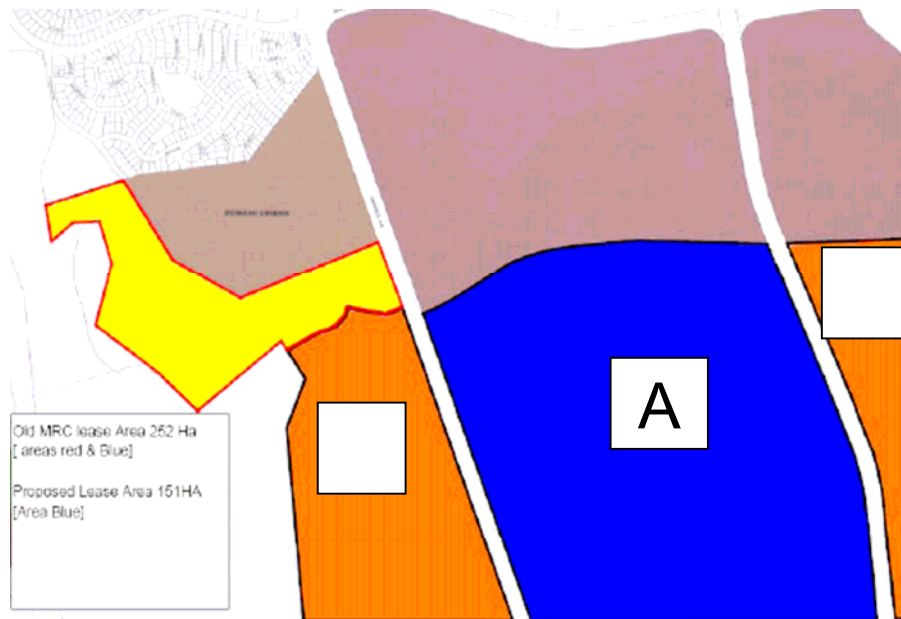 A
Old MRC lease Area 252 Ha
[ areas red & Blue]
Proposed Lease Area 151HA
[Area Blue]